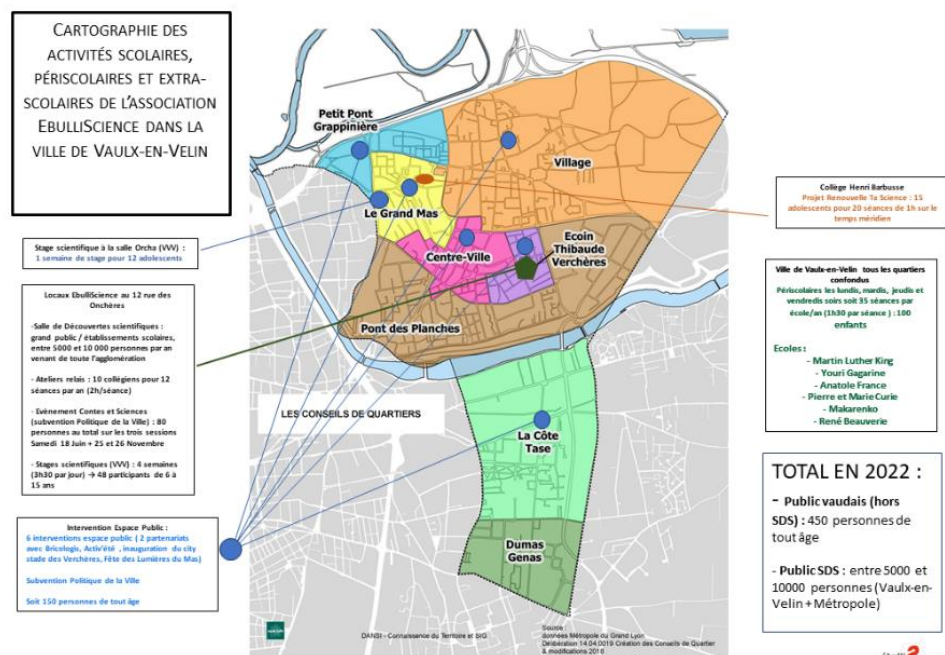 CARTOGRAPHIE DES
ACTIVITÉS SCOLAIRES,
PÉRISCOLAIRES ET EXTRA-
SCOLAIRES DE L'ASSOCIATION
EBULLISCIENCE DANS LA
VILLE DE VAULX-EN-VELIN
Stage scientifique à la salle Orcha (VVV) :
1 semaine de stage pour 12 adolescents
Locaux EbulliScience au 12 rue des
Onchères
-Salle de Découvertes scientifiques :
grand public / établissements scolaires,
entre 5000 et 10 000 personnes par an
venant de toute l'agglomération
- Ateliers relais : 10 collégiens pour 12
séances par an (2h/séance)
- Evènement Contes et Sciences
(subvention Politique de la Ville) : 80
personnes au total sur les trois sessions
Samedi 18 Juin + 25 et 26 Novembre
- Stages scientifiques (VVV) : 4 semaines
(3h30 par jour) → 48 participants de 6 à
15 ans
Intervention Espace Public :
6 interventions espace public ( 2 partenariats
avec Bricologis, Activ'été , inauguration du city
stade des Verchères, Fête des Lumières du Mas)
Subvention Politique de la Ville
Soit 150 personnes de tout âge
Petit Pont
Grappinière
Village
Le Grand Mas
Centre-Ville
Ecoin
Thibaude
Verchères
Pont des Planches
LES CONSEILS DE QUARTIERS
La Côte
Tase
Dumas
Genas
DANSI - Connaissance du Territoire et SIG
Source :
données Métropole du Grand Lyon
Délibération 14.04.0019 Création des Conseils de Quartier
& modifications 2016
Collège Henri Barbusse
Projet Renouvelle Ta Science : 15
adolescents pour 20 séances de 1h sur le
temps méridien
Ville de Vaulx-en-Velin tous les quartiers
confondus
Périscolaires les lundis, mardis, jeudis et
vendredis soirs soit 35 séances par
école/an (1h30 par séance ) : 100
enfants
Ecoles :
- Martin Luther King
- Youri Gagarine
- Anatole France
- Pierre et Marie Curie
- Makarenko
- René Beauverie
TOTAL EN 2022 :
- Public vaudais (hors
SDS) : 450 personnes de
tout âge
- Public SDS : entre 5000 et
10000 personnes (Vaulx-en-
Velin + Métropole)